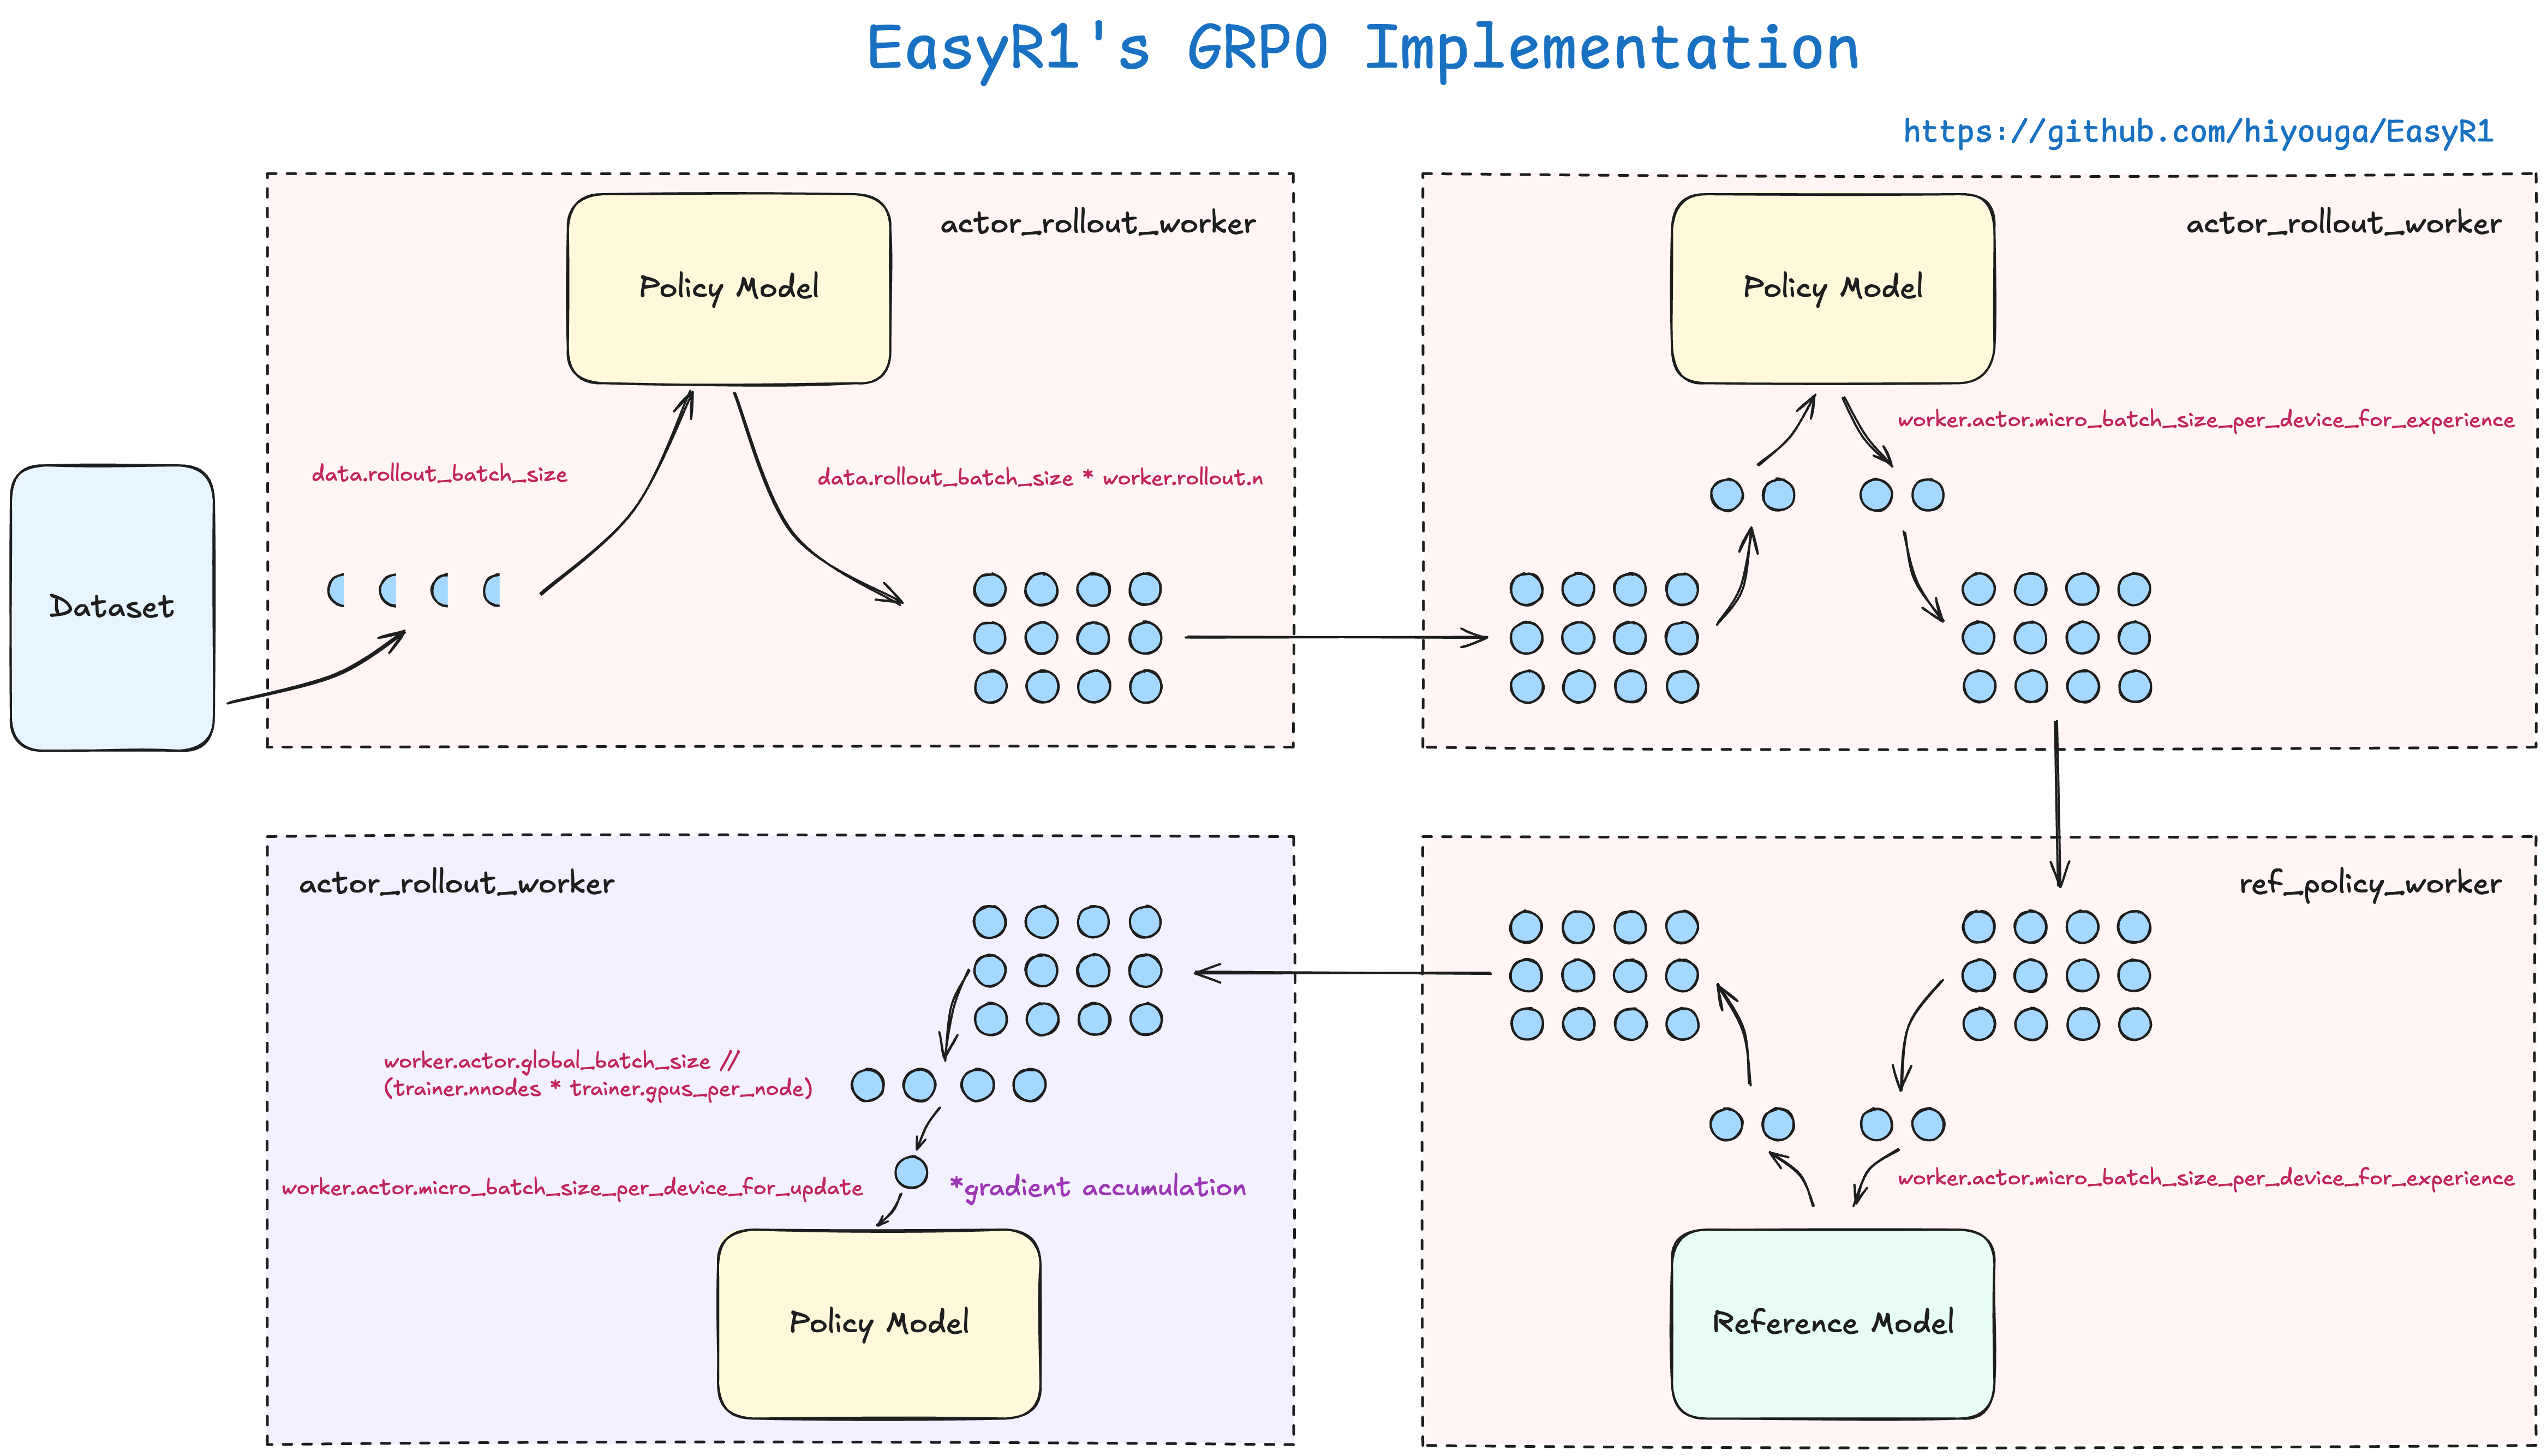 EasyR1's GRPO Implementation
https://github.com/hiyouga/EasyR1
actor_rollout_worker
Policy Model
data.rollout_batch_size
data.rollout_batch_size * worker.rollout.n
Dataset
actor_rollout_worker
Policy Model
worker.actor.micro_batch_size_per_device_for_experience
ref_policy_worker
worker.actor.micro_batch_size_per_device_for_experience
Reference Model
actor_rollout_worker
worker.actor.global_batch_size //
(trainer.nnodes * trainer.gpus_per_node)
worker.actor.micro_batch_size_per_device_for_update
*gradient accumulation
Policy Model